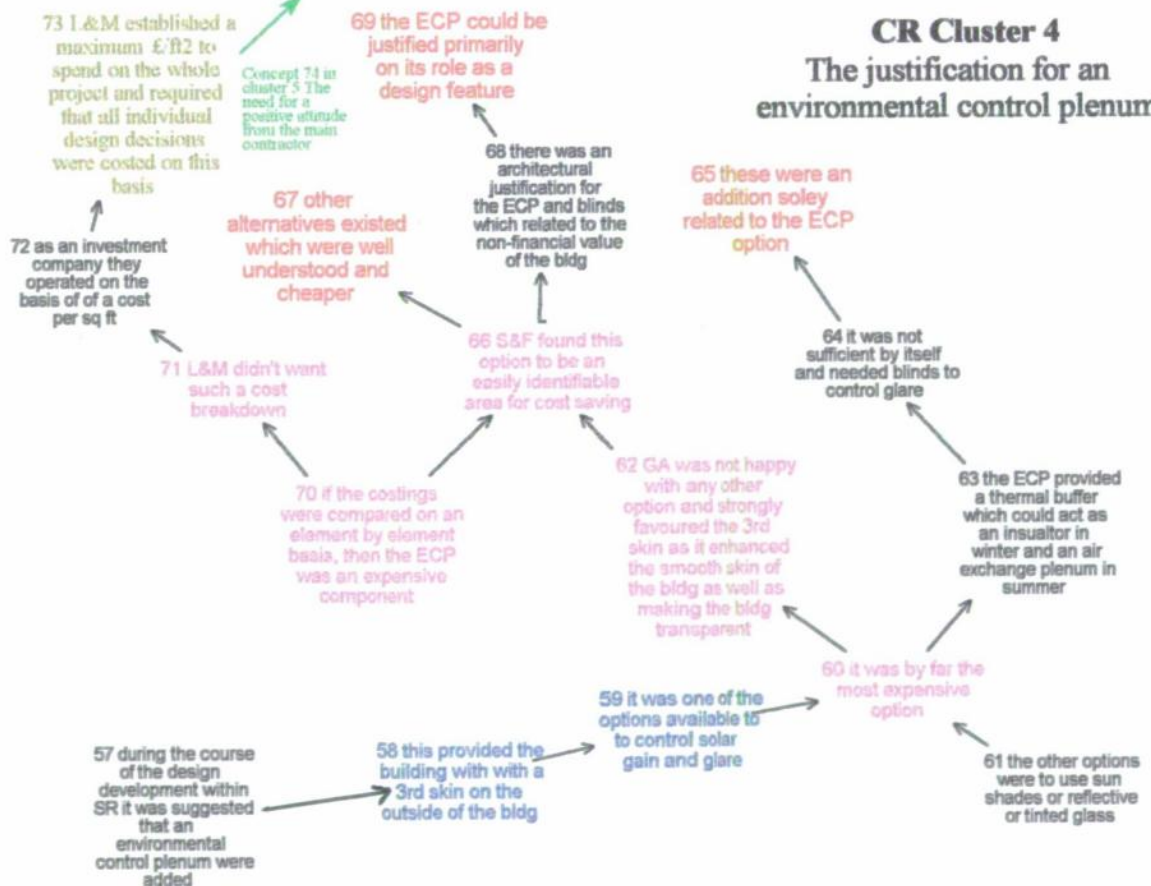 CR Cluster 4
The justification for an
environmental control plenum
73 L&M established a
maximum £/ft2 to
spend on the whole
project and required
that all individual
design decisions
were costed on this
basis
Concept 74 in
cluster 5 The
need for a
positive attitude
from the main
contractor
69 the ECP could be
justified primarily
on its role as a
design feature
68 there was an
architectural
justification for
the ECP and blinds
which related to the
non-financial value
of the bldg
65 these were an
addition soley
related to the ECP
option
67 other
alternatives existed
which were well
understood and
cheaper
72 as an investment
company they
operated on the
basis of of a cost
per sq ft
66 S&F found this
option to be an
easily identifiable
area for cost saving
64 it was not
sufficient by itself
and needed blinds to
control glare
71 L&M didn't want
such a cost
breakdown
62 GA was not happy
with any other
option and strongly
favoured the 3rd
skin as it enhanced
the smooth skin of
the bldg as well as
making the bldg
transparent
63 the ECP provided
a thermal buffer
which could act as
an insualtor in
winter and an air
exchange plenum in
summer
70 if the costings
were compared on an
element by element
basis, then the ECP
was an expensive
component
60 it was by far the
most expensive
option
59 it was one of the
options available to
to control solar
gain and glare
61 the other options
were to use sun
shades or reflective
or tinted glass
58 this provided the
building with with a
3rd skin on the
outside of the bldg
57 during the course
of the design
development within
SR it was suggested
that an
environmental
control plenum were
added